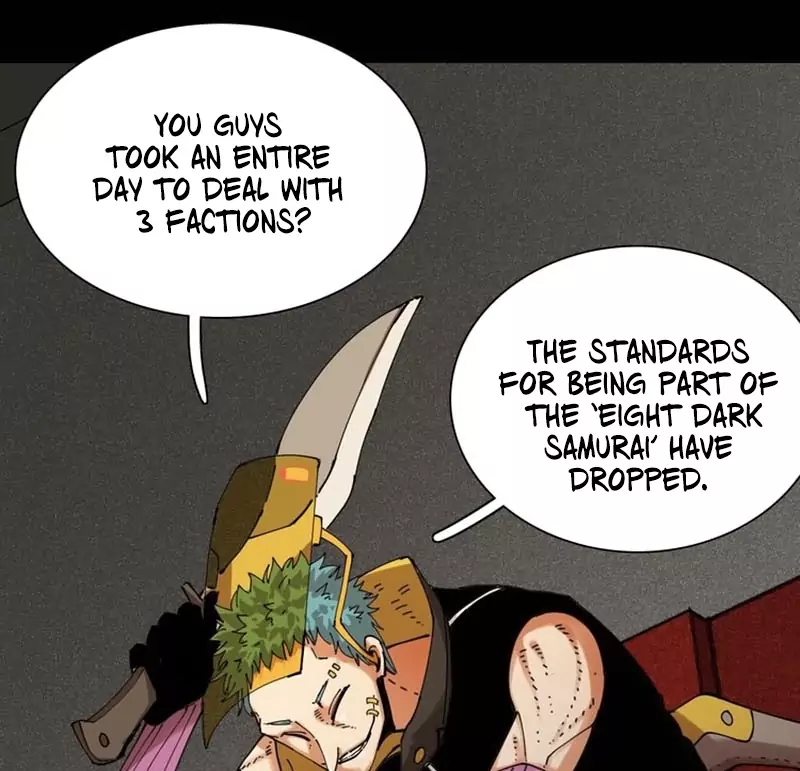 YOU GUYS
TOOK AN ENTIRE
DAY TO DEAL WITH
3 FACTIONS?
THE STANDARDS
FOR BEING PART OF
THE 'EIGHT DARK
SAMURAI' HAVE
DROPPED.